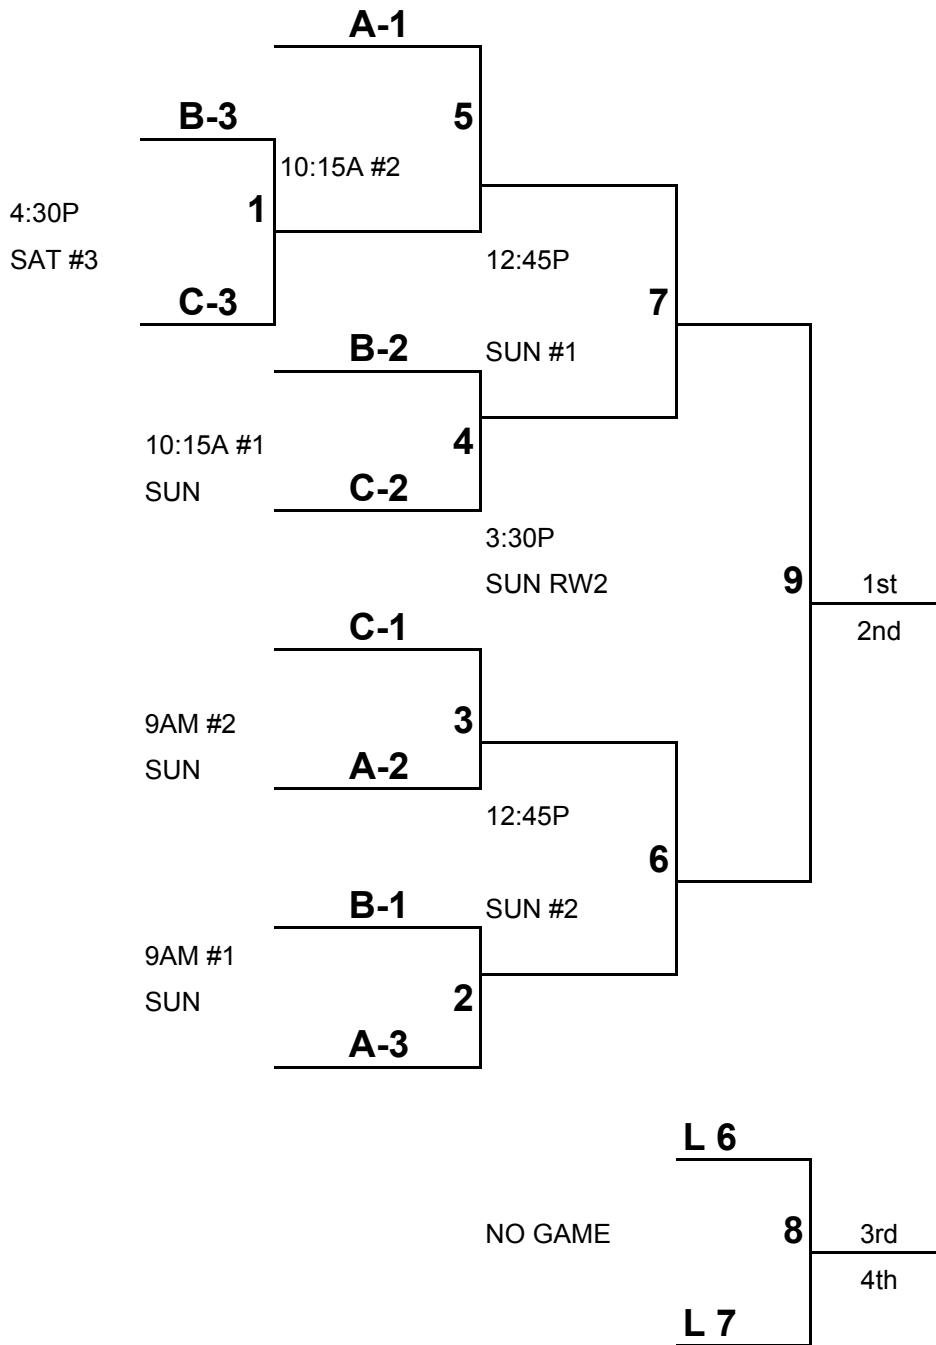 A-1
B-3
5
10:15A #2
4:30P
1
SAT #3
12:45P
C-3
7
B-2
SUN #1
10:15A #1
4
SUN
C-2
3:30P
SUN RW2
9
1st
C-1
2nd
9AM #2
3
SUN
A-2
12:45P
6
B-1
SUN #2
9AM #1
SUN
2
A-3
L 6
NO GAME
8
3rd
4th
L 7